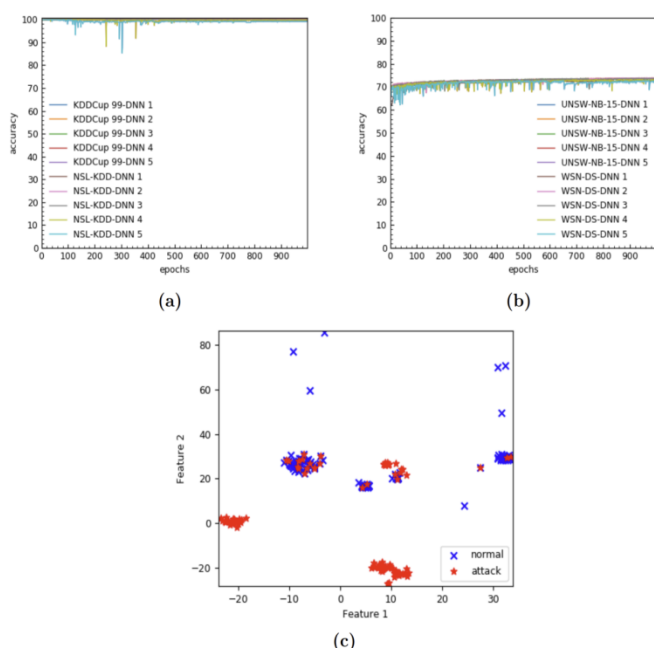 100
90
80
70
60
50
40
30
20
10
0
accuracy
KDDCup 99-DNN 1
KDDCup 99-DNN 2
KDDCup 99-DNN 3
KDDCup 99-DNN 4
KDDCup 99-DNN 5
NSL-KDD-DNN 1
NSL-KDD-DNN 2
NSL-KDD-DNN 3
NSL-KDD-DNN 4
NSL-KDD-DNN 5
0 100 200 300 400 500 600 700 800 900
epochs
(a)
100
90
80
70
60
50
40
30
20
10
0
accuracy
UNSW-NB-15-DNN 1
UNSW-NB-15-DNN 2
UNSW-NB-15-DNN 3
UNSW-NB-15-DNN 4
UNSW-NB-15-DNN 5
WSN-DS-DNN 1
WSN-DS-DNN 2
WSN-DS-DNN 3
WSN-DS-DNN 4
WSN-DS-DNN 5
0 100 200 300 400 500 600 700 800 900
epochs
(b)
80
60
40
20
0
−20
Feature 2
normal
attack
−20 −10 0 10 20 30
Feature 1
(c)